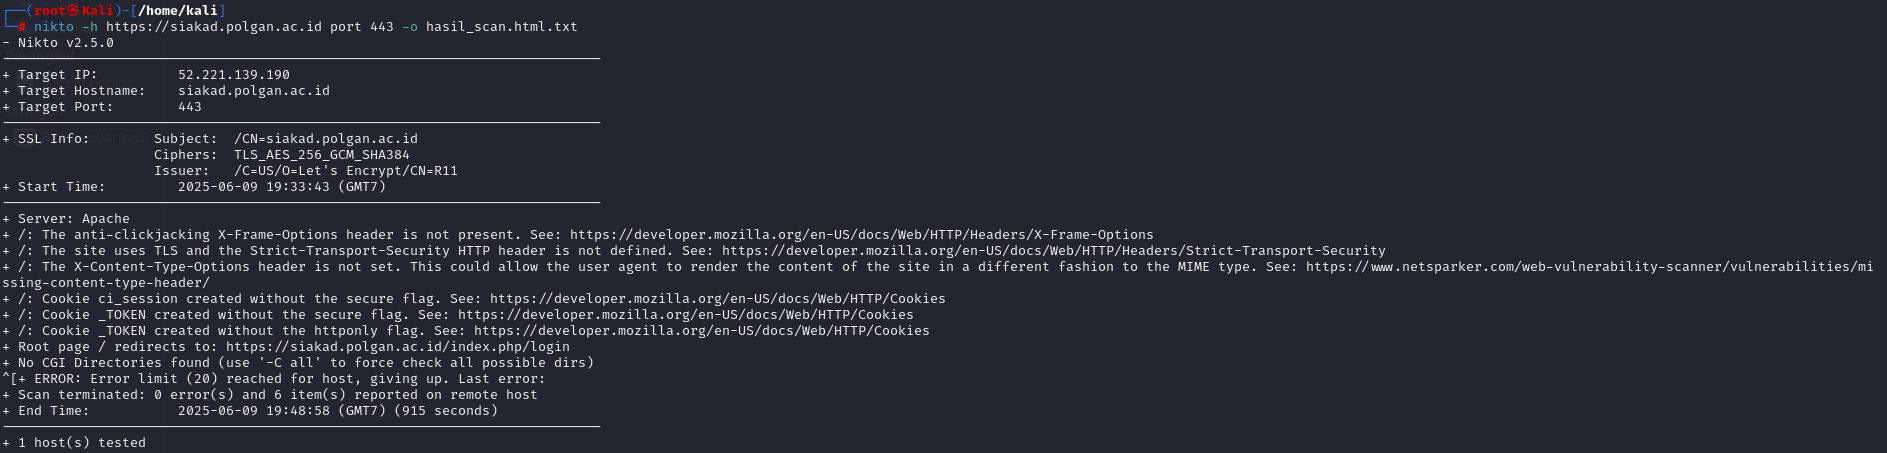 ┌──(root㉿Kali)-[/home/kali]
└─# nikto -h https://siakad.polgan.ac.id port 443 -o hasil_scan.html.txt
- Nikto v2.5.0
---------------------------------------------------------------------------
+ Target IP:          52.221.139.190
+ Target Hostname:    siakad.polgan.ac.id
+ Target Port:        443
---------------------------------------------------------------------------
+ SSL Info:        Subject:  /CN=siakad.polgan.ac.id
                   Ciphers:  TLS_AES_256_GCM_SHA384
                   Issuer:   /C=US/O=Let's Encrypt/CN=R11
+ Start Time:         2025-06-09 19:33:43 (GMT7)
---------------------------------------------------------------------------
+ Server: Apache
+ /: The anti-clickjacking X-Frame-Options header is not present. See: https://developer.mozilla.org/en-US/docs/Web/HTTP/Headers/X-Frame-Options
+ /: The site uses TLS and the Strict-Transport-Security HTTP header is not defined. See: https://developer.mozilla.org/en-US/docs/Web/HTTP/Headers/Strict-Transport-Security
+ /: The X-Content-Type-Options header is not set. This could allow the user agent to render the content of the site in a different fashion to the MIME type. See: https://www.netsparker.com/web-vulnerability-scanner/vulnerabilities/mi
ssing-content-type-header/
+ /: Cookie ci_session created without the secure flag. See: https://developer.mozilla.org/en-US/docs/Web/HTTP/Cookies
+ /: Cookie _TOKEN created without the secure flag. See: https://developer.mozilla.org/en-US/docs/Web/HTTP/Cookies
+ /: Cookie _TOKEN created without the httponly flag. See: https://developer.mozilla.org/en-US/docs/Web/HTTP/Cookies
+ Root page / redirects to: https://siakad.polgan.ac.id/index.php/login
+ No CGI Directories found (use '-C all' to force check all possible dirs)
^[+ ERROR: Error limit (20) reached for host, giving up. Last error:
+ Scan terminated: 0 error(s) and 6 item(s) reported on remote host
+ End Time:           2025-06-09 19:48:58 (GMT7) (915 seconds)
---------------------------------------------------------------------------
+ 1 host(s) tested